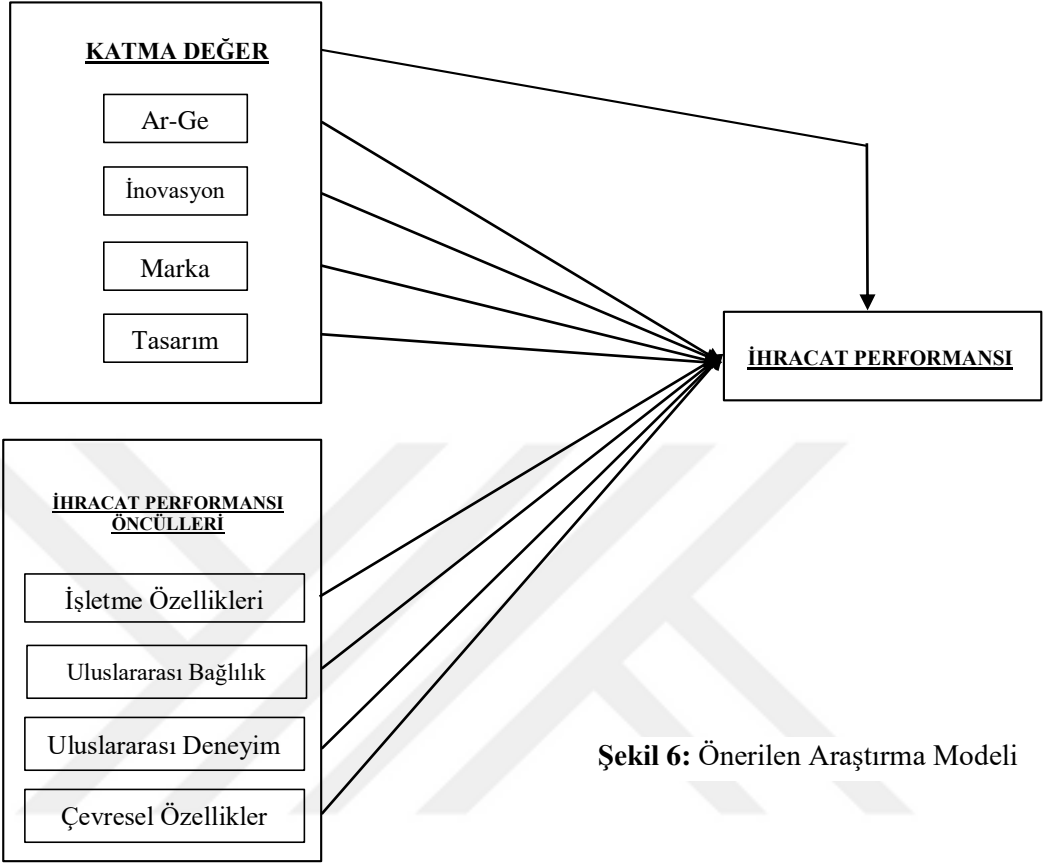 KATMA DEĞER
Ar-Ge
İnovasyon
Marka
Tasarım
İHRACAT PERFORMANSI
İHRACAT PERFORMANSI
ÖNCÜLLERİ
İşletme Özellikleri
Uluslararası Bağlılık
Uluslararası Deneyim
Çevresel Özellikler
Şekil 6: Önerilen Araştırma Modeli